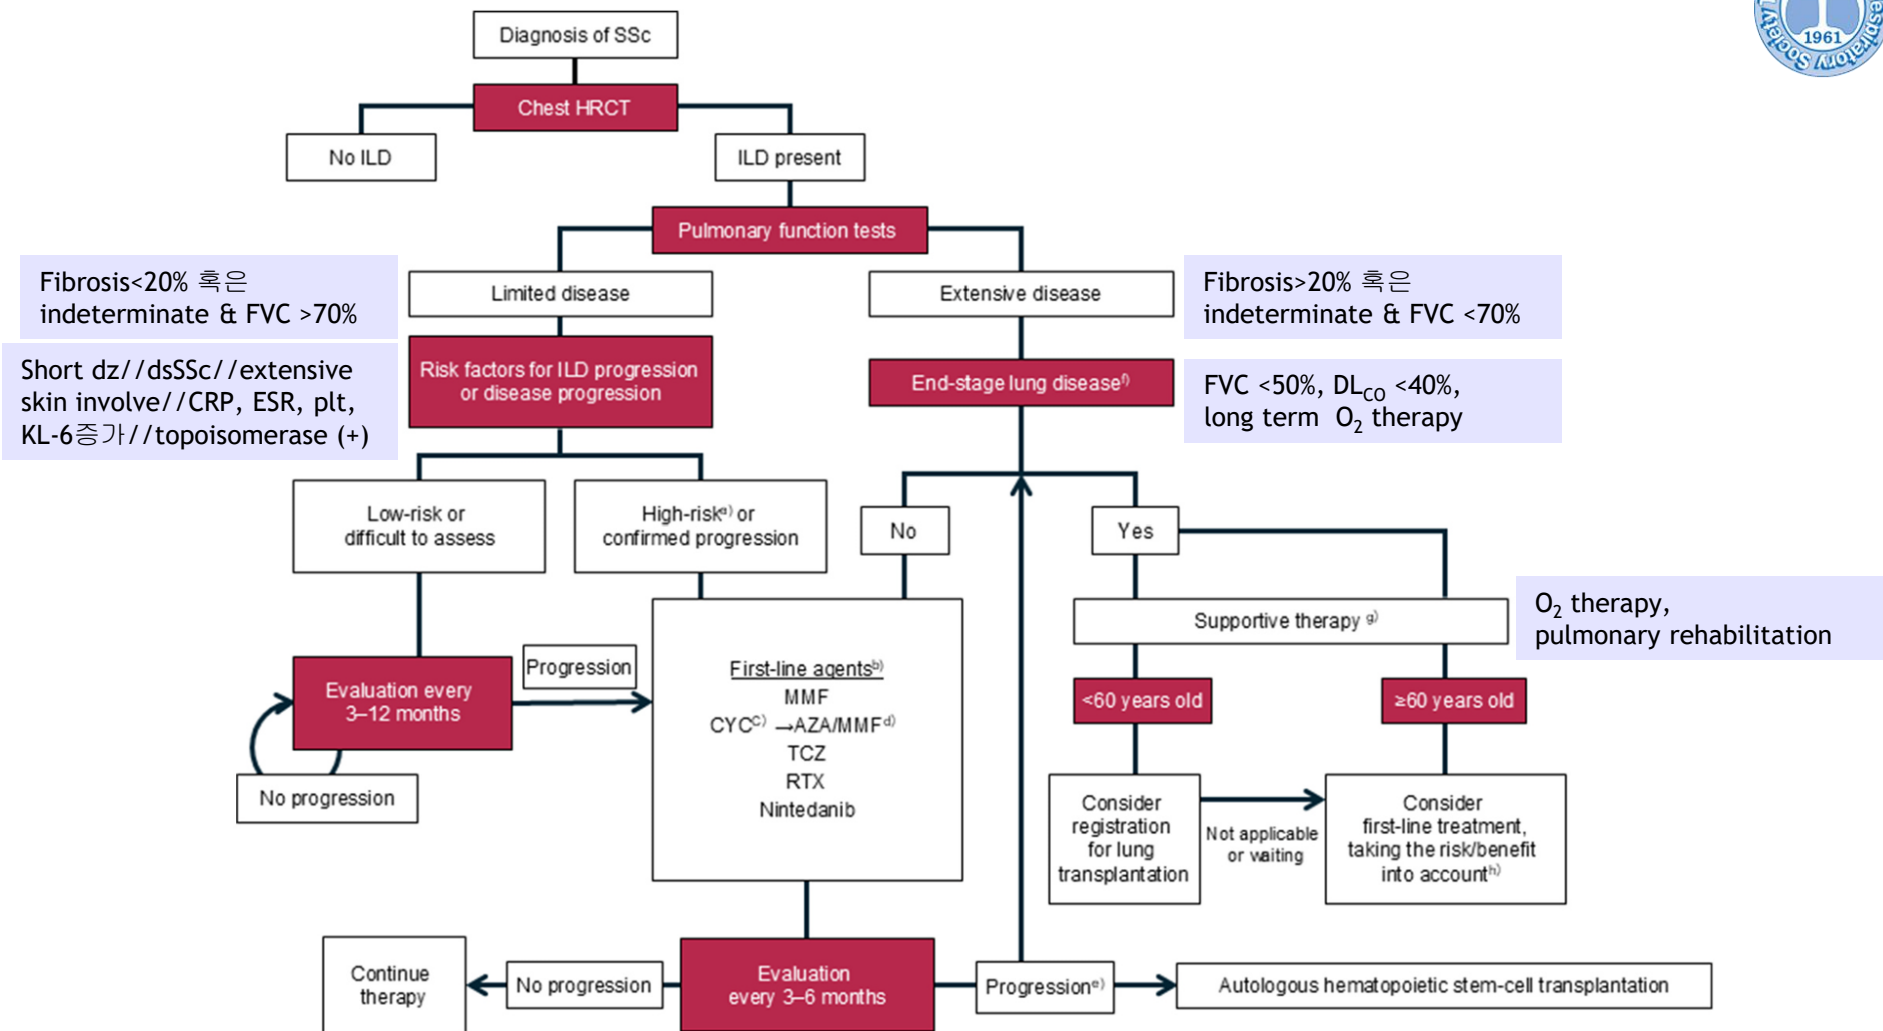 1961
Diagnosis of SSc
Chest HRCT
No ILD
ILD present
Pulmonary function tests
Fibrosis<20% 혹은
indeterminate & FVC >70%
Limited disease
Extensive disease
Fibrosis>20% 혹은
indeterminate & FVC <70%
Short dz//dsSSc//extensive
skin involve//CRP, ESR, plt,
KL-6증가//topoisomerase (+)
Risk factors for ILD progression
or disease progression
End-stage lung disease f)
FVC <50%, DLCO <40%,
long term O2 therapy
Low-risk or
difficult to assess
High-risk a) or
confirmed progression
No
Yes
O2 therapy,
pulmonary rehabilitation
Supportive therapy g)
Evaluation every
3–12 months
Progression
No progression
First-line agents b)
MMF
CYC C) →AZA/MMF d)
TCZ
RTX
Nintedanib
<60 years old
≥60 years old
Consider
registration
for lung
transplantation
Not applicable
or waiting
Consider
first-line treatment,
taking the risk/benefit
into account h)
Continue
therapy
No progression
Evaluation
every 3–6 months
Progression e)
Autologous hematopoietic stem-cell transplantation